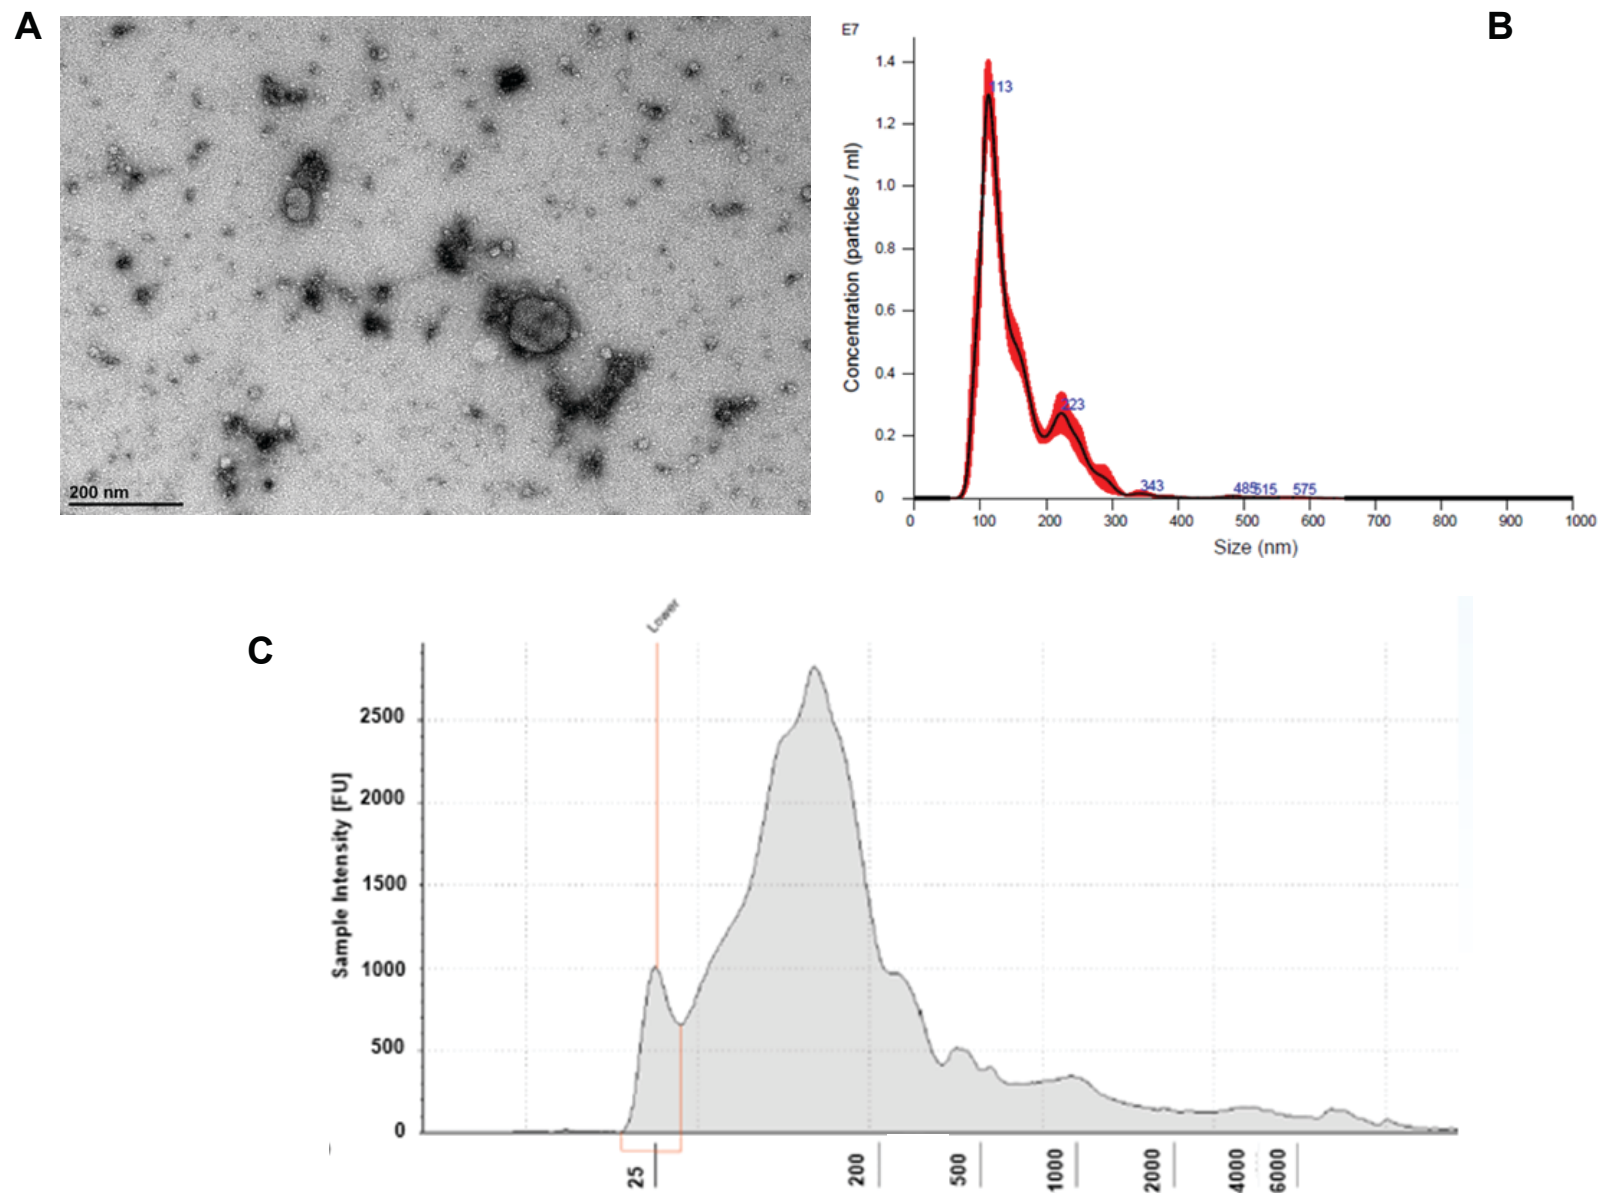 A
200 nm
B
E7
Concentration (particles / ml)
1.4
1.2
1.0
0.8
0.6
0.4
0.2
0
113
223
343
485
515
575
0 100 200 300 400 500 600 700 800 900 1000
Size (nm)
C
Lower
Sample Intensity [FU]
2500
2000
1500
1000
500
0
25 200 500 1000 2000 4000 6000